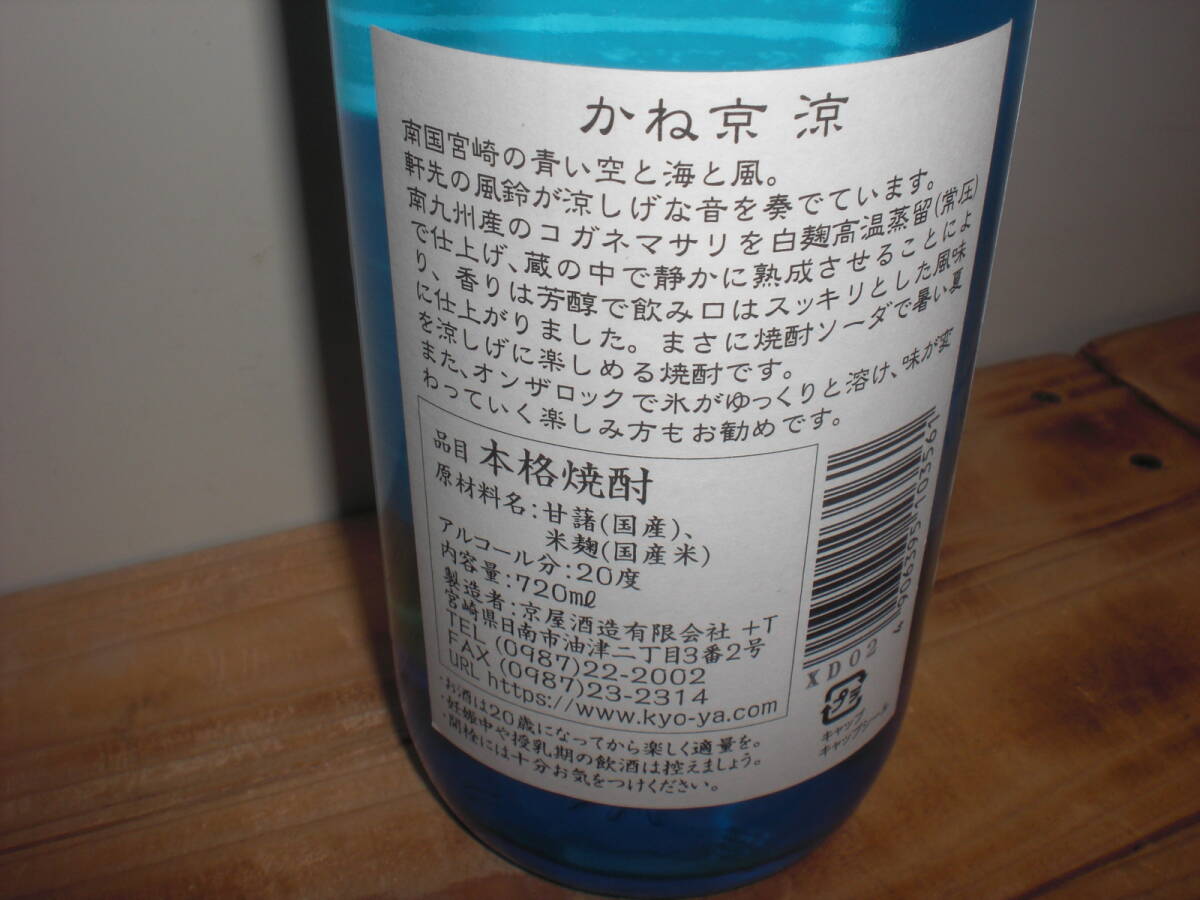 かね京 涼
南国宮崎の青い空と海と風。
軒先の風鈴が涼しげな音を奏でています。
南九州産のコガネマサリを白麹高温蒸留(常圧)
で仕上げ、蔵の中で静かに熟成させることによ
り、香りは芳醇で飲み口はスッキリとした風味
に仕上がりました。まさに焼酎ソーダで暑い夏
を涼しげに楽しめる焼酎です。
また、オンザロックで氷がゆっくりと溶け、味が変
わっていく楽しみ方もお勧めです。
品目 本格焼酎
原材料名:甘藷(国産)、
米麹(国産米)
アルコール分:20度
内容量:720mℓ
製造者:京屋酒造有限会社 +T
宮崎県日南市油津二丁目3番2号
TEL (0987)22-2002
FAX (0987)23-2314
URL https://www.kyo-ya.com
・お酒は20歳になってから楽しく適量を。
・妊娠中や授乳期の飲酒は控えましょう。
・開栓には十分お気をつけください。
4 906595 103561
XD02
プラ
キャップ
キャップシール